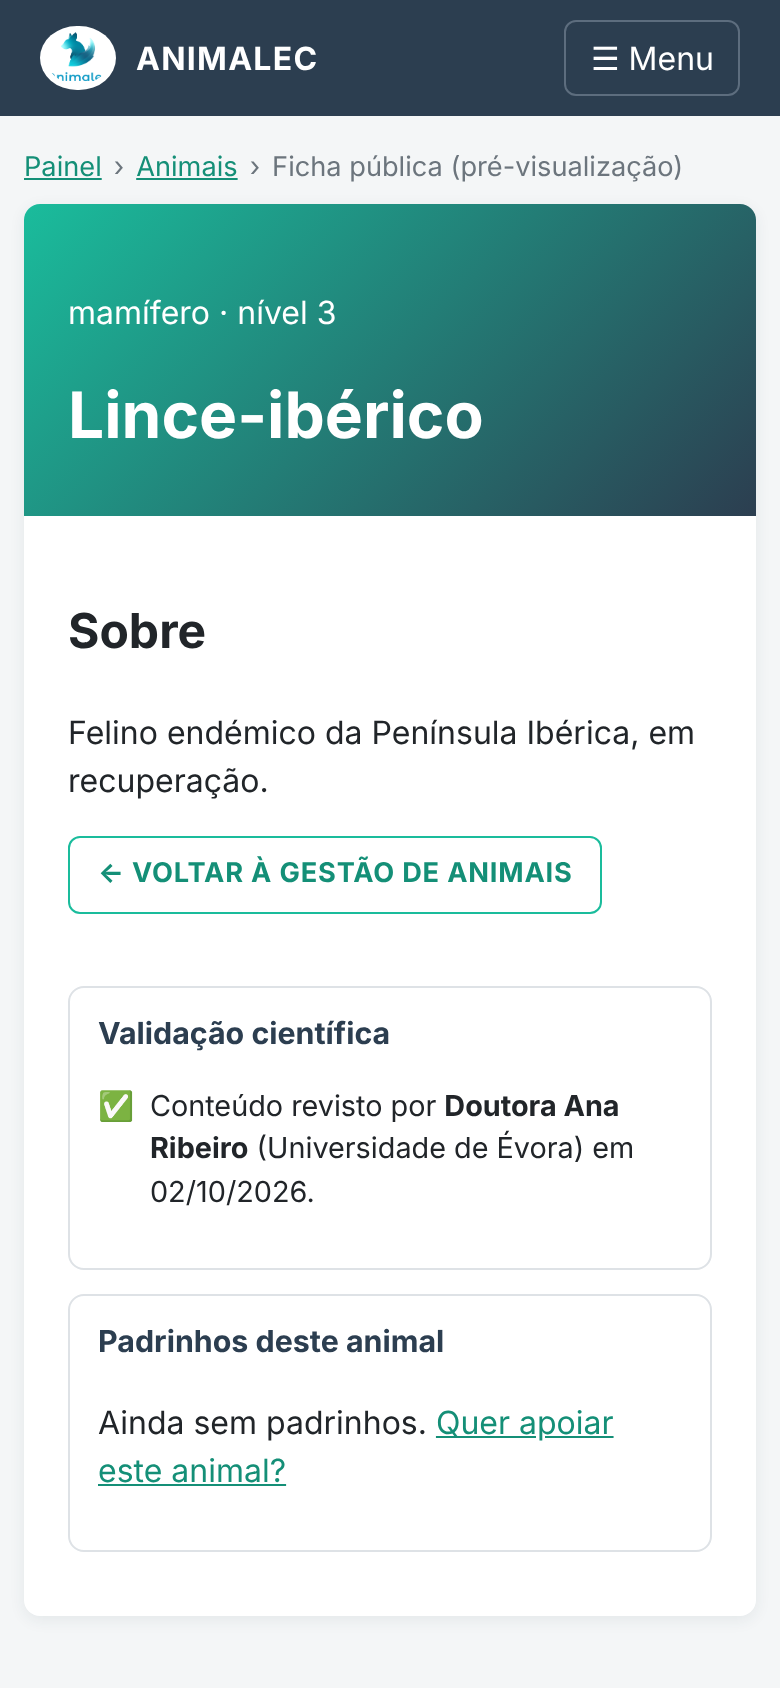 ANIMALEC
☰ Menu
Painel › Animais › Ficha pública (pré-visualização)
mamífero · nível 3
Lince-ibérico
Sobre
Felino endémico da Península Ibérica, em
recuperação.
← VOLTAR À GESTÃO DE ANIMAIS
Validação científica
✅ Conteúdo revisto por Doutora Ana
Ribeiro (Universidade de Évora) em
02/10/2026.
Padrinhos deste animal
Ainda sem padrinhos. Quer apoiar
este animal?